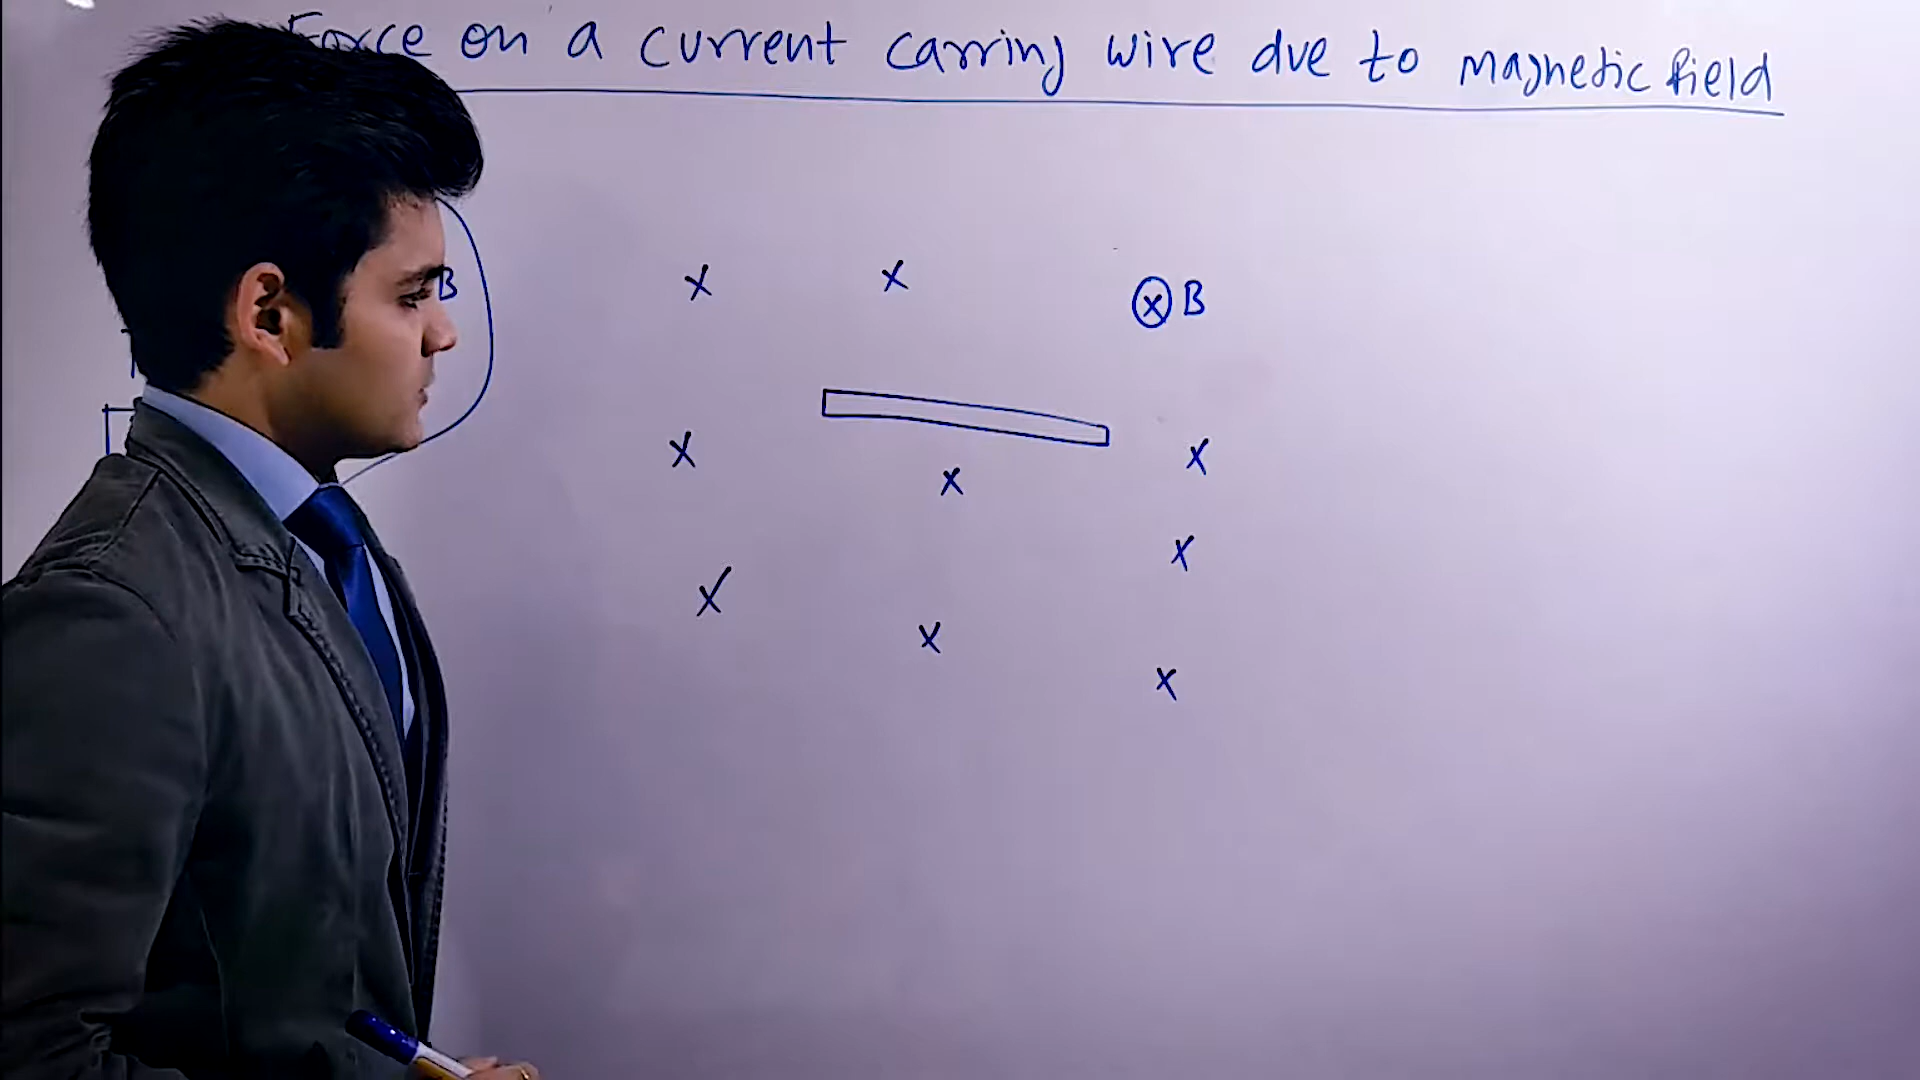 Force on a current carring wire due to magnetic field
B
x x ⓧ B
x x x
x
x x
x